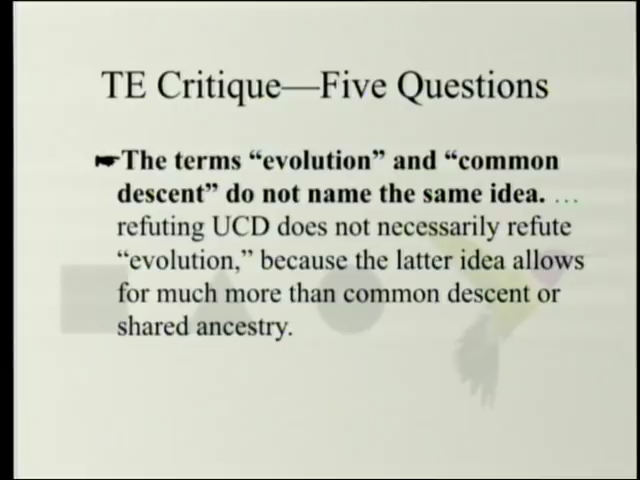 TE Critique—Five Questions
☛The terms “evolution” and “common
descent” do not name the same idea. …
refuting UCD does not necessarily refute
“evolution,” because the latter idea allows
for much more than common descent or
shared ancestry.